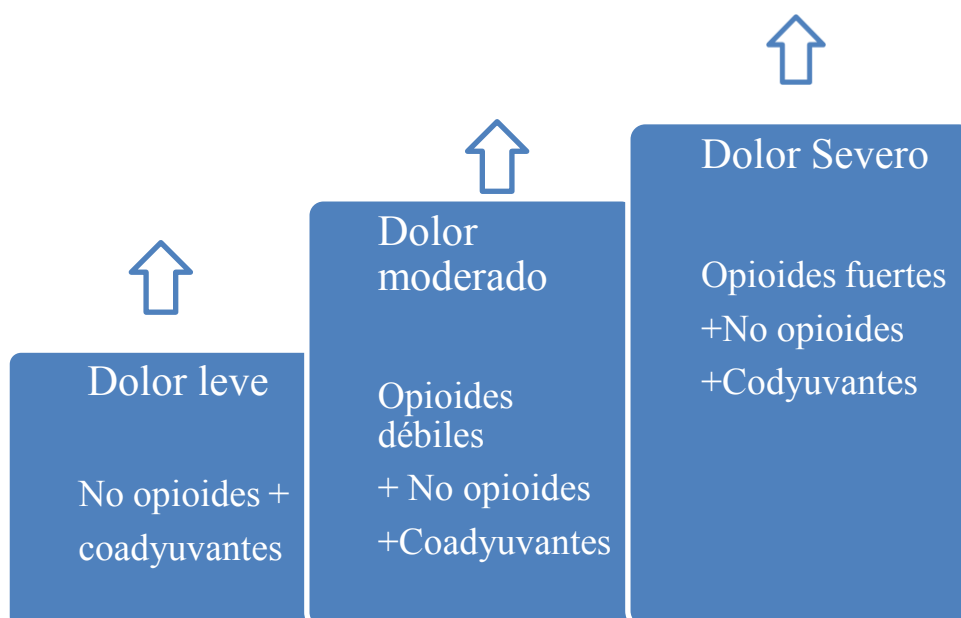 Dolor leve
No opioides +
coadyuvantes
Dolor
moderado
Opioides
débiles
+ No opioides
+Coadyuvantes
Dolor Severo
Opioides fuertes
+No opioides
+Codyuvantes